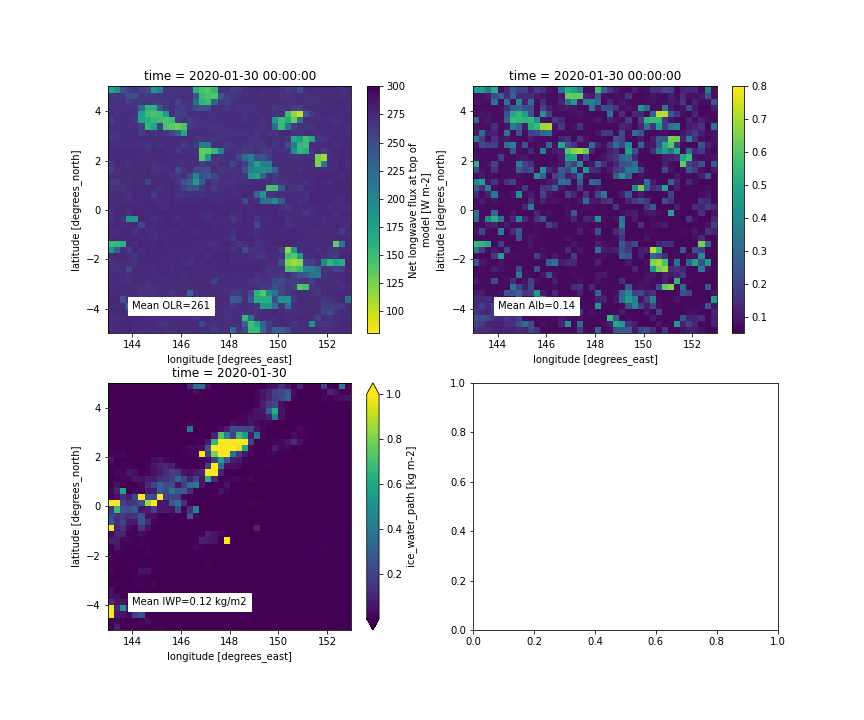 time = 2020-01-30 00:00:00
4
2
0
−2
−4
latitude [degrees_north]
Mean OLR=261
144 146 148 150 152
longitude [degrees_east]
300
275
250
225
200
175
150
125
100
Net longwave flux at top of
model [W m-2]
time = 2020-01-30 00:00:00
4
2
0
−2
−4
latitude [degrees_north]
Mean Alb=0.14
144 146 148 150 152
longitude [degrees_east]
0.8
0.7
0.6
0.5
0.4
0.3
0.2
0.1
time = 2020-01-30
4
2
0
−2
−4
latitude [degrees_north]
Mean IWP=0.12 kg/m2
144 146 148 150 152
longitude [degrees_east]
1.0
0.8
0.6
0.4
0.2
ice_water_path [kg m-2]
1.0
0.8
0.6
0.4
0.2
0.0
0.0 0.2 0.4 0.6 0.8 1.0